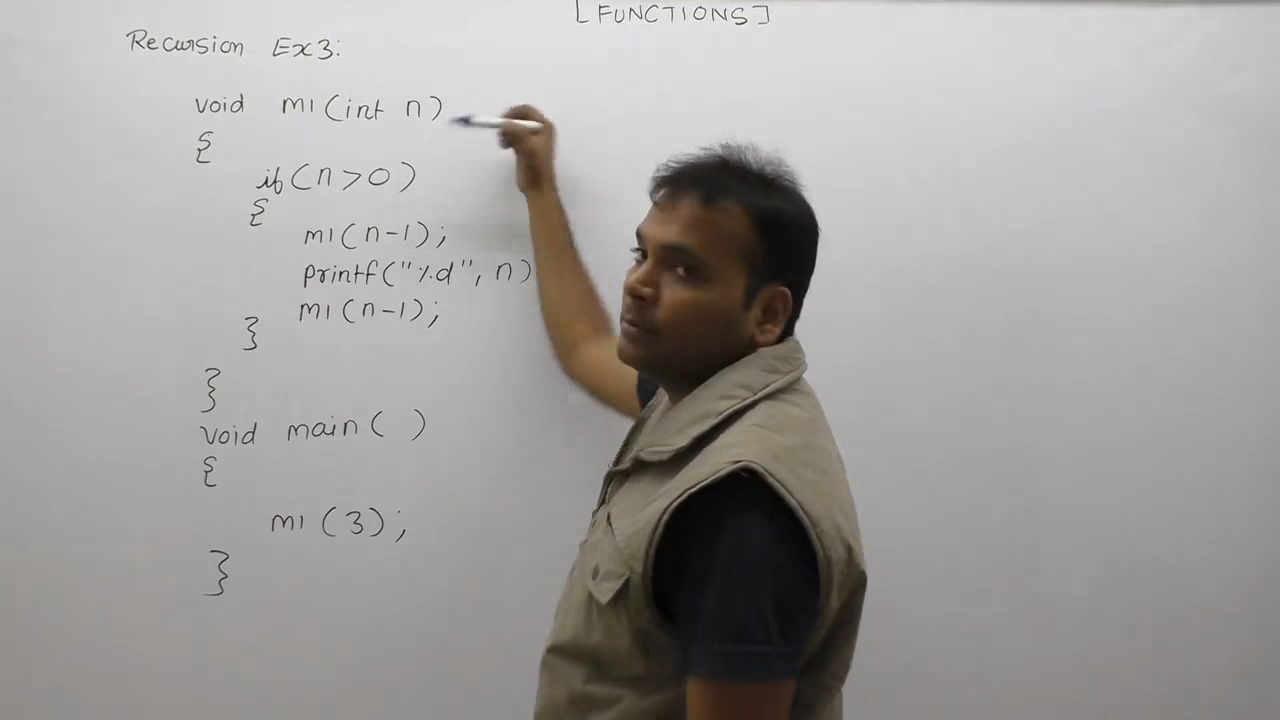 [FUNCTIONS]
Recursion Ex3:
void m1(int n)
{
if(n>0)
{
m1(n-1);
printf("%d", n)
m1(n-1);
}
}
void main( )
{
m1(3);
}